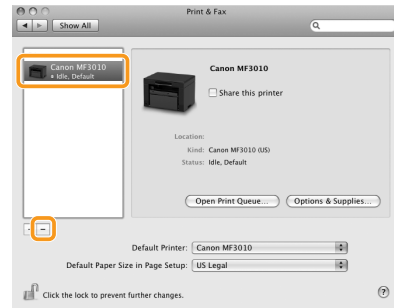 Print & Fax
Show All
Canon MF3010
• Idle, Default
Canon MF3010
Share this printer
Location:
Kind: Canon MF3010 (US)
Status: Idle, Default
Open Print Queue... Options & Supplies...
+ −
Default Printer: Canon MF3010
Default Paper Size in Page Setup: US Legal
Click the lock to prevent further changes.
?